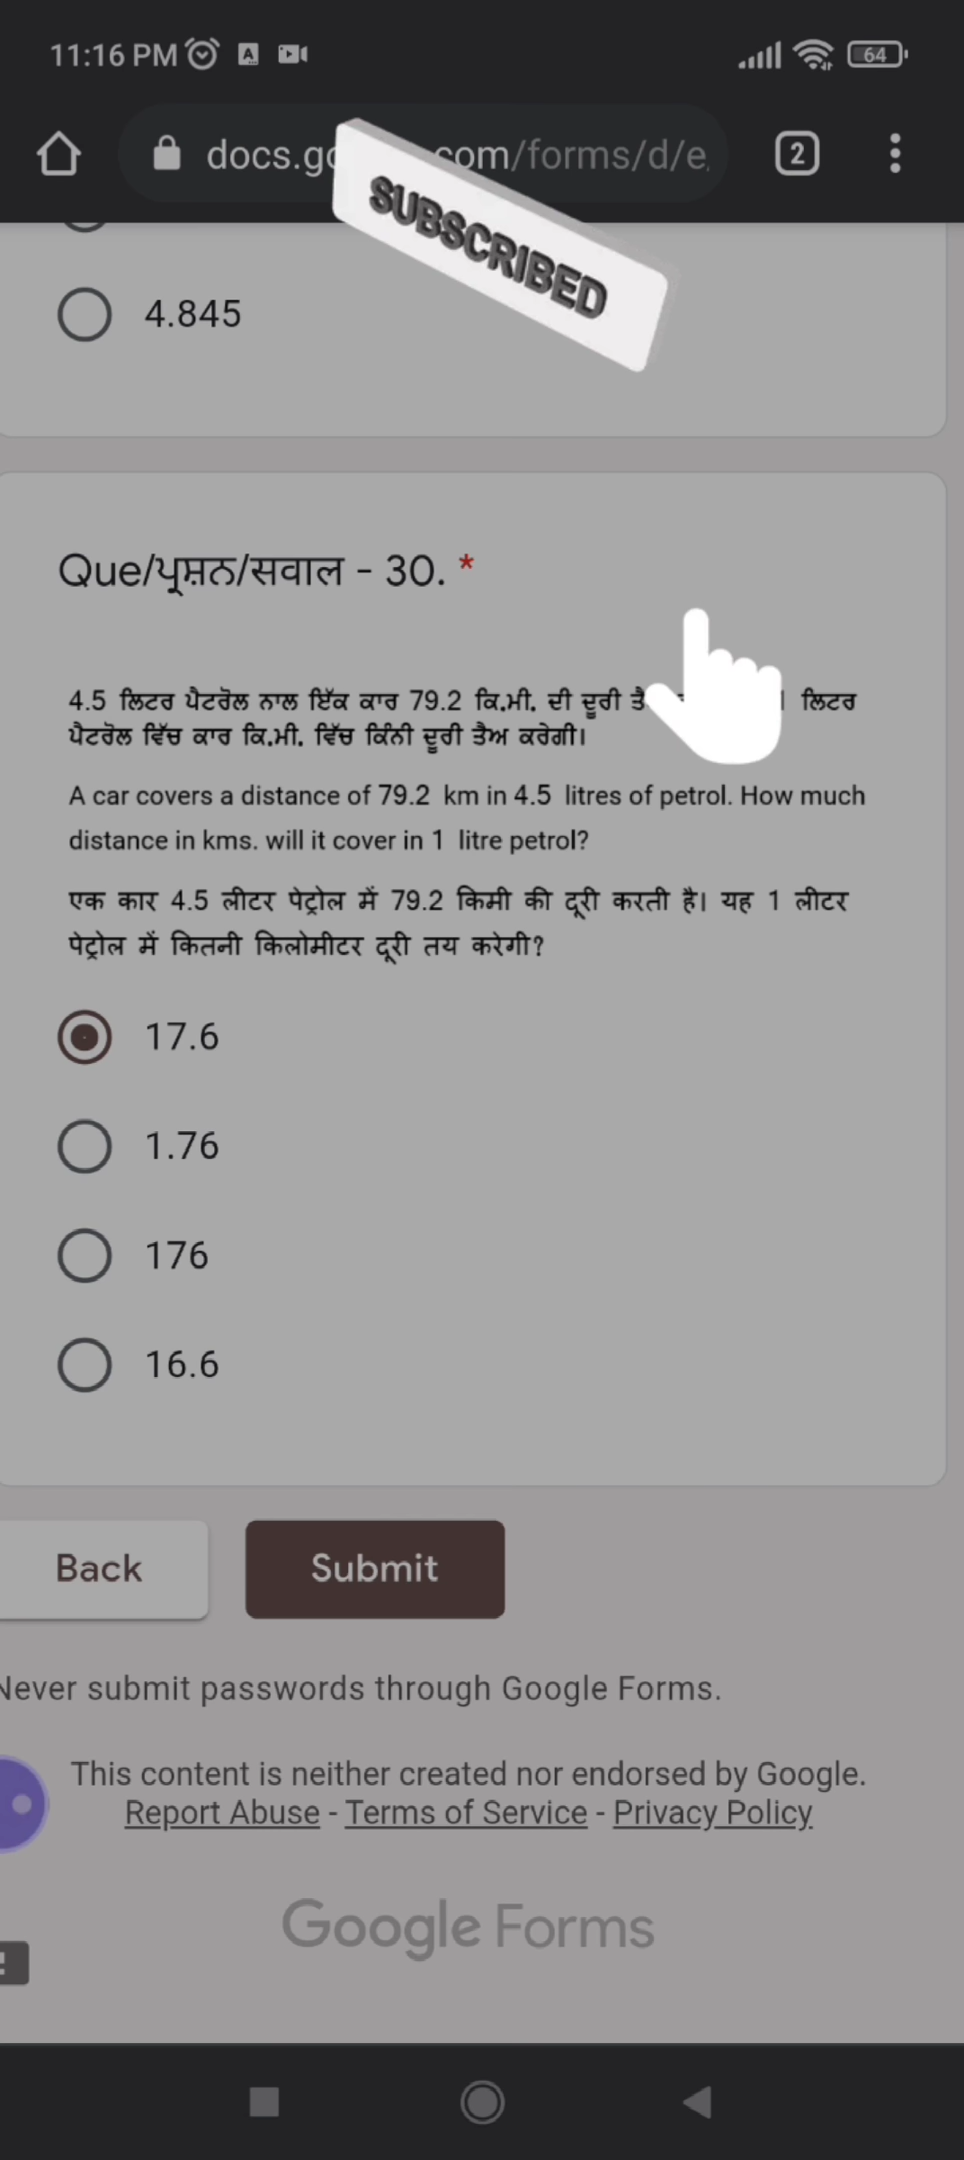 11:16 PM
64
docs.go com/forms/d/e
2
SUBSCRIBED
4.845
Que/ਪ੍ਰਸ਼ਨ/सवाल - 30. *
4.5 ਲਿਟਰ ਪੈਟਰੋਲ ਨਾਲ ਇੱਕ ਕਾਰ 79.2 ਕਿ.ਮੀ. ਦੀ ਦੂਰੀ ਲਿਟਰ
ਪੈਟਰੋਲ ਵਿੱਚ ਕਾਰ ਕਿ.ਮੀ. ਵਿੱਚ ਕਿੰਨੀ ਦੂਰੀ ਤੈਅ ਕਰੇਗੀ।
A car covers a distance of 79.2 km in 4.5 litres of petrol. How much
distance in kms. will it cover in 1 litre petrol?
एक कार 4.5 लीटर पेट्रोल में 79.2 किमी की दूरी करती है। यह 1 लीटर
पेट्रोल में कितनी किलोमीटर दूरी तय करेगी?
17.6
1.76
176
16.6
Back
Submit
Never submit passwords through Google Forms.
This content is neither created nor endorsed by Google.
Report Abuse - Terms of Service - Privacy Policy
Google Forms